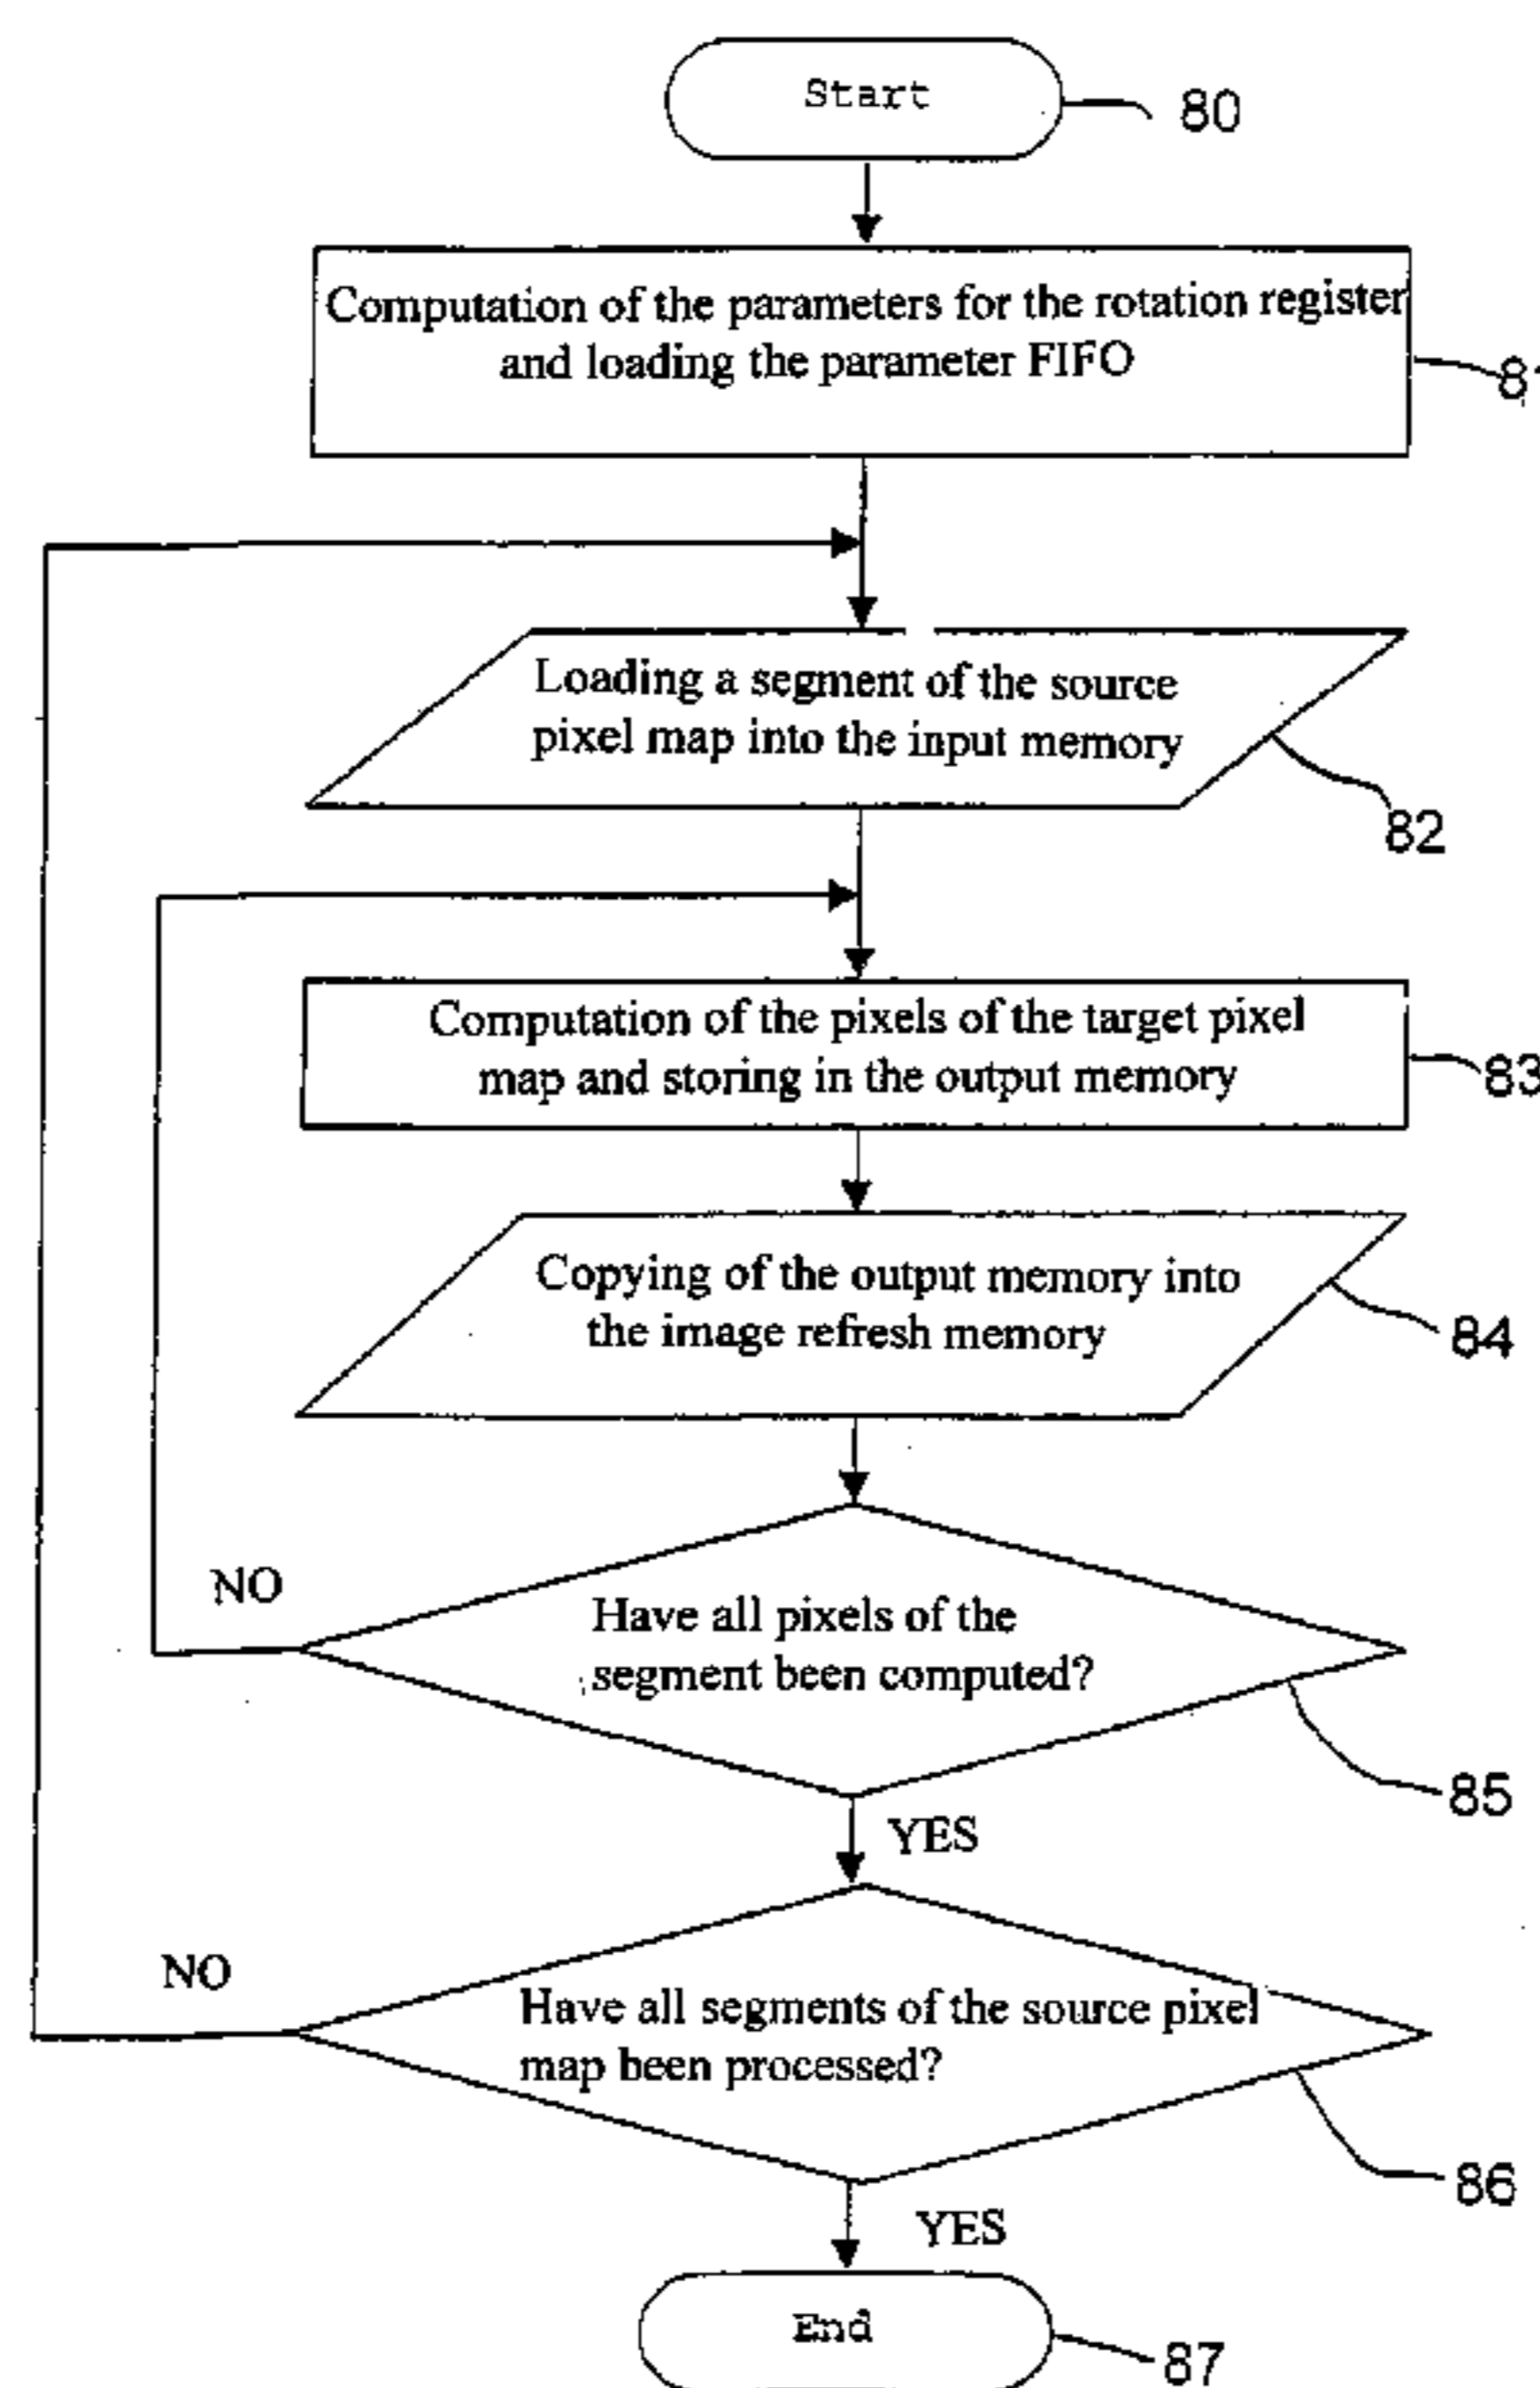 Start
80
Computation of the parameters for the rotation register
and loading the parameter FIFO
81
Loading a segment of the source
pixel map into the input memory
82
Computation of the pixels of the target pixel
map and storing in the output memory
83
Copying of the output memory into
the image refresh memory
84
NO
Have all pixels of the
segment been computed?
85
YES
NO
Have all segments of the source pixel
map been processed?
86
YES
End
87